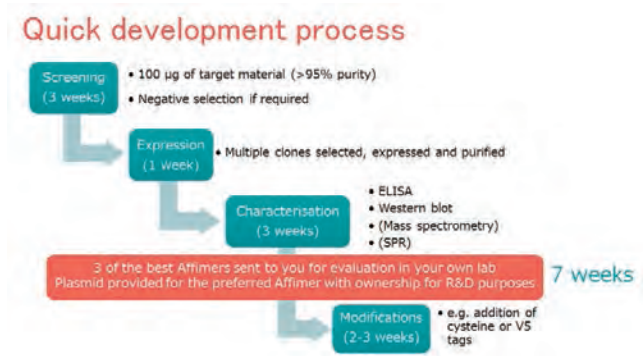 Quick development process
Screening
(3 weeks)
• 100 µg of target material (>95% purity)
• Negative selection if required
Expression
(1 week)
• Multiple clones selected, expressed and purified
Characterisation
(3 weeks)
• ELISA
• Western blot
• (Mass spectrometry)
• (SPR)
3 of the best Affimers sent to you for evaluation in your own lab
Plasmid provided for the preferred Affimer with ownership for R&D purposes
7 weeks
Modifications
(2-3 weeks)
• e.g. addition of
cysteine or V5
tags